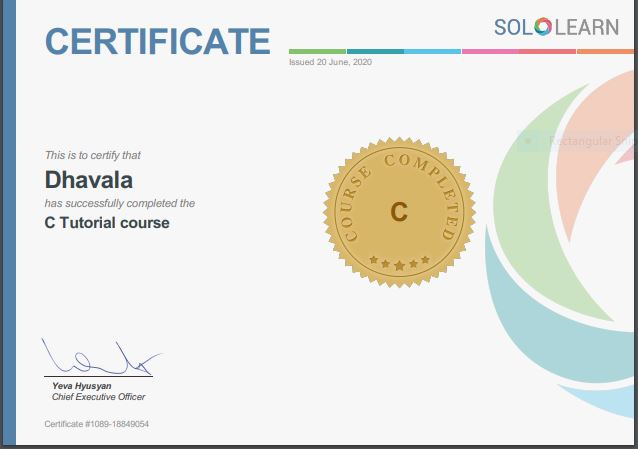 CERTIFICATE
SOLOLEARN
Issued 20 June, 2020
This is to certify that
Dhavala
has successfully completed the
C Tutorial course
COURSE COMPLETED
C
Yeva Hyusyan
Chief Executive Officer
Certificate #1089-18849054
Rectangular